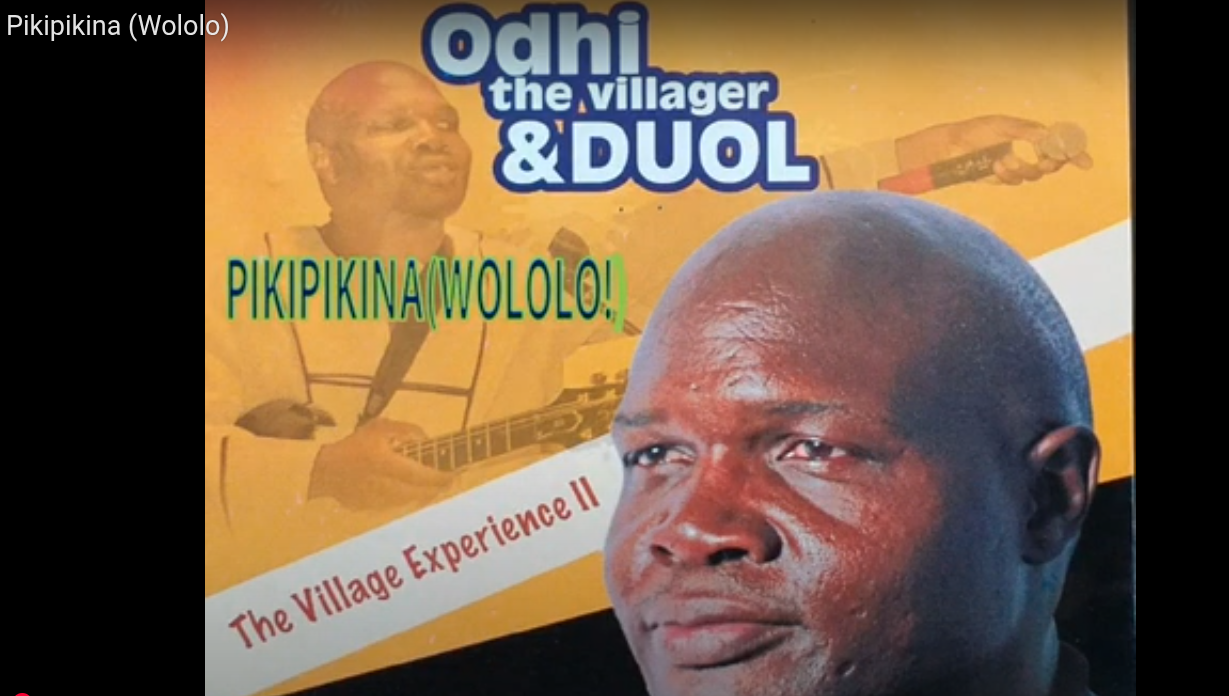 Pikipikina (Wololo)
Odhi
the villager
&DUOL
PIKIPIKINA(WOLOLO!)
The Village Experience II